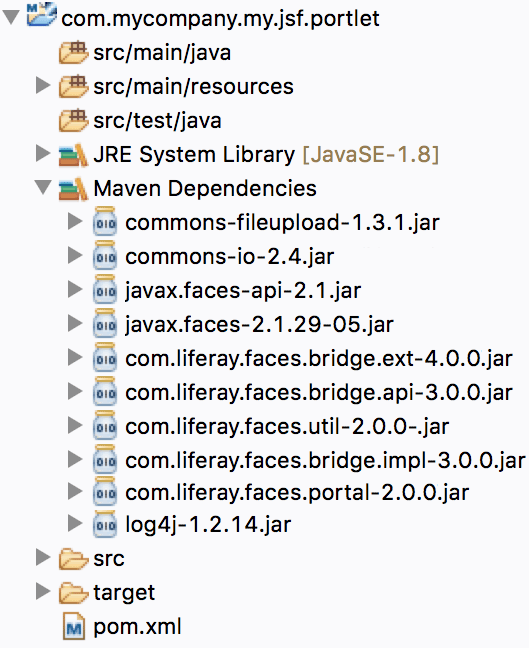 com.mycompany.my.jsf.portlet
src/main/java
src/main/resources
src/test/java
JRE System Library [JavaSE-1.8]
Maven Dependencies
commons-fileupload-1.3.1.jar
commons-io-2.4.jar
javax.faces-api-2.1.jar
javax.faces-2.1.29-05.jar
com.liferay.faces.bridge.ext-4.0.0.jar
com.liferay.faces.bridge.api-3.0.0.jar
com.liferay.faces.util-2.0.0-.jar
com.liferay.faces.bridge.impl-3.0.0.jar
com.liferay.faces.portal-2.0.0.jar
log4j-1.2.14.jar
src
target
pom.xml